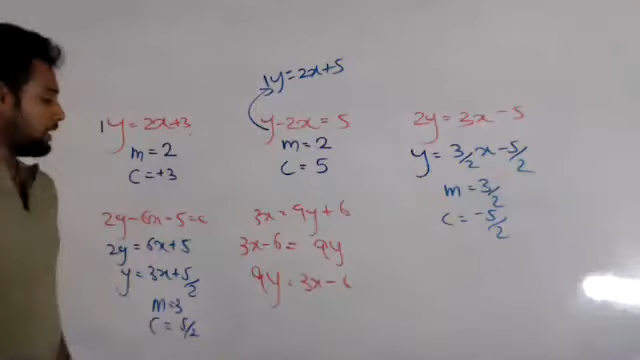 1y = 2x + 5
1y = 2x + 3
m = 2
c = +3
y - 2x = 5
m = 2
c = 5
2y = 3x - 5
y = 3/2 x - 5/2
m = 3/2
c = -5/2
2y - 6x - 5 = c
2y = 6x + 5
y = 3x + 5/2
m = 3
c = 5/2
3x = 9y + 6
3x - 6 = 9y
9y = 3x - 6